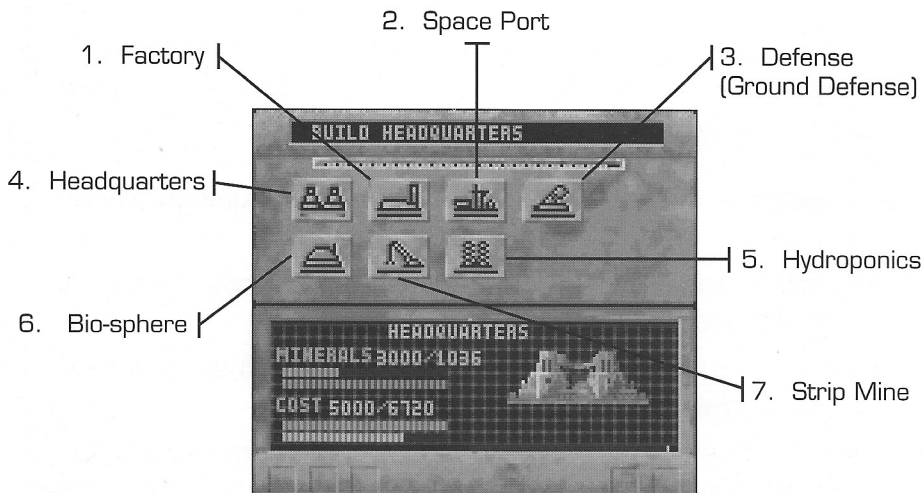 2. Space Port
1. Factory
3. Defense
(Ground Defense)
BUILD HEADQUARTERS
4. Headquarters
5. Hydroponics
6. Bio-sphere
HEADQUARTERS
MINERALS 3000/1036
7. Strip Mine
COST 5000/6720